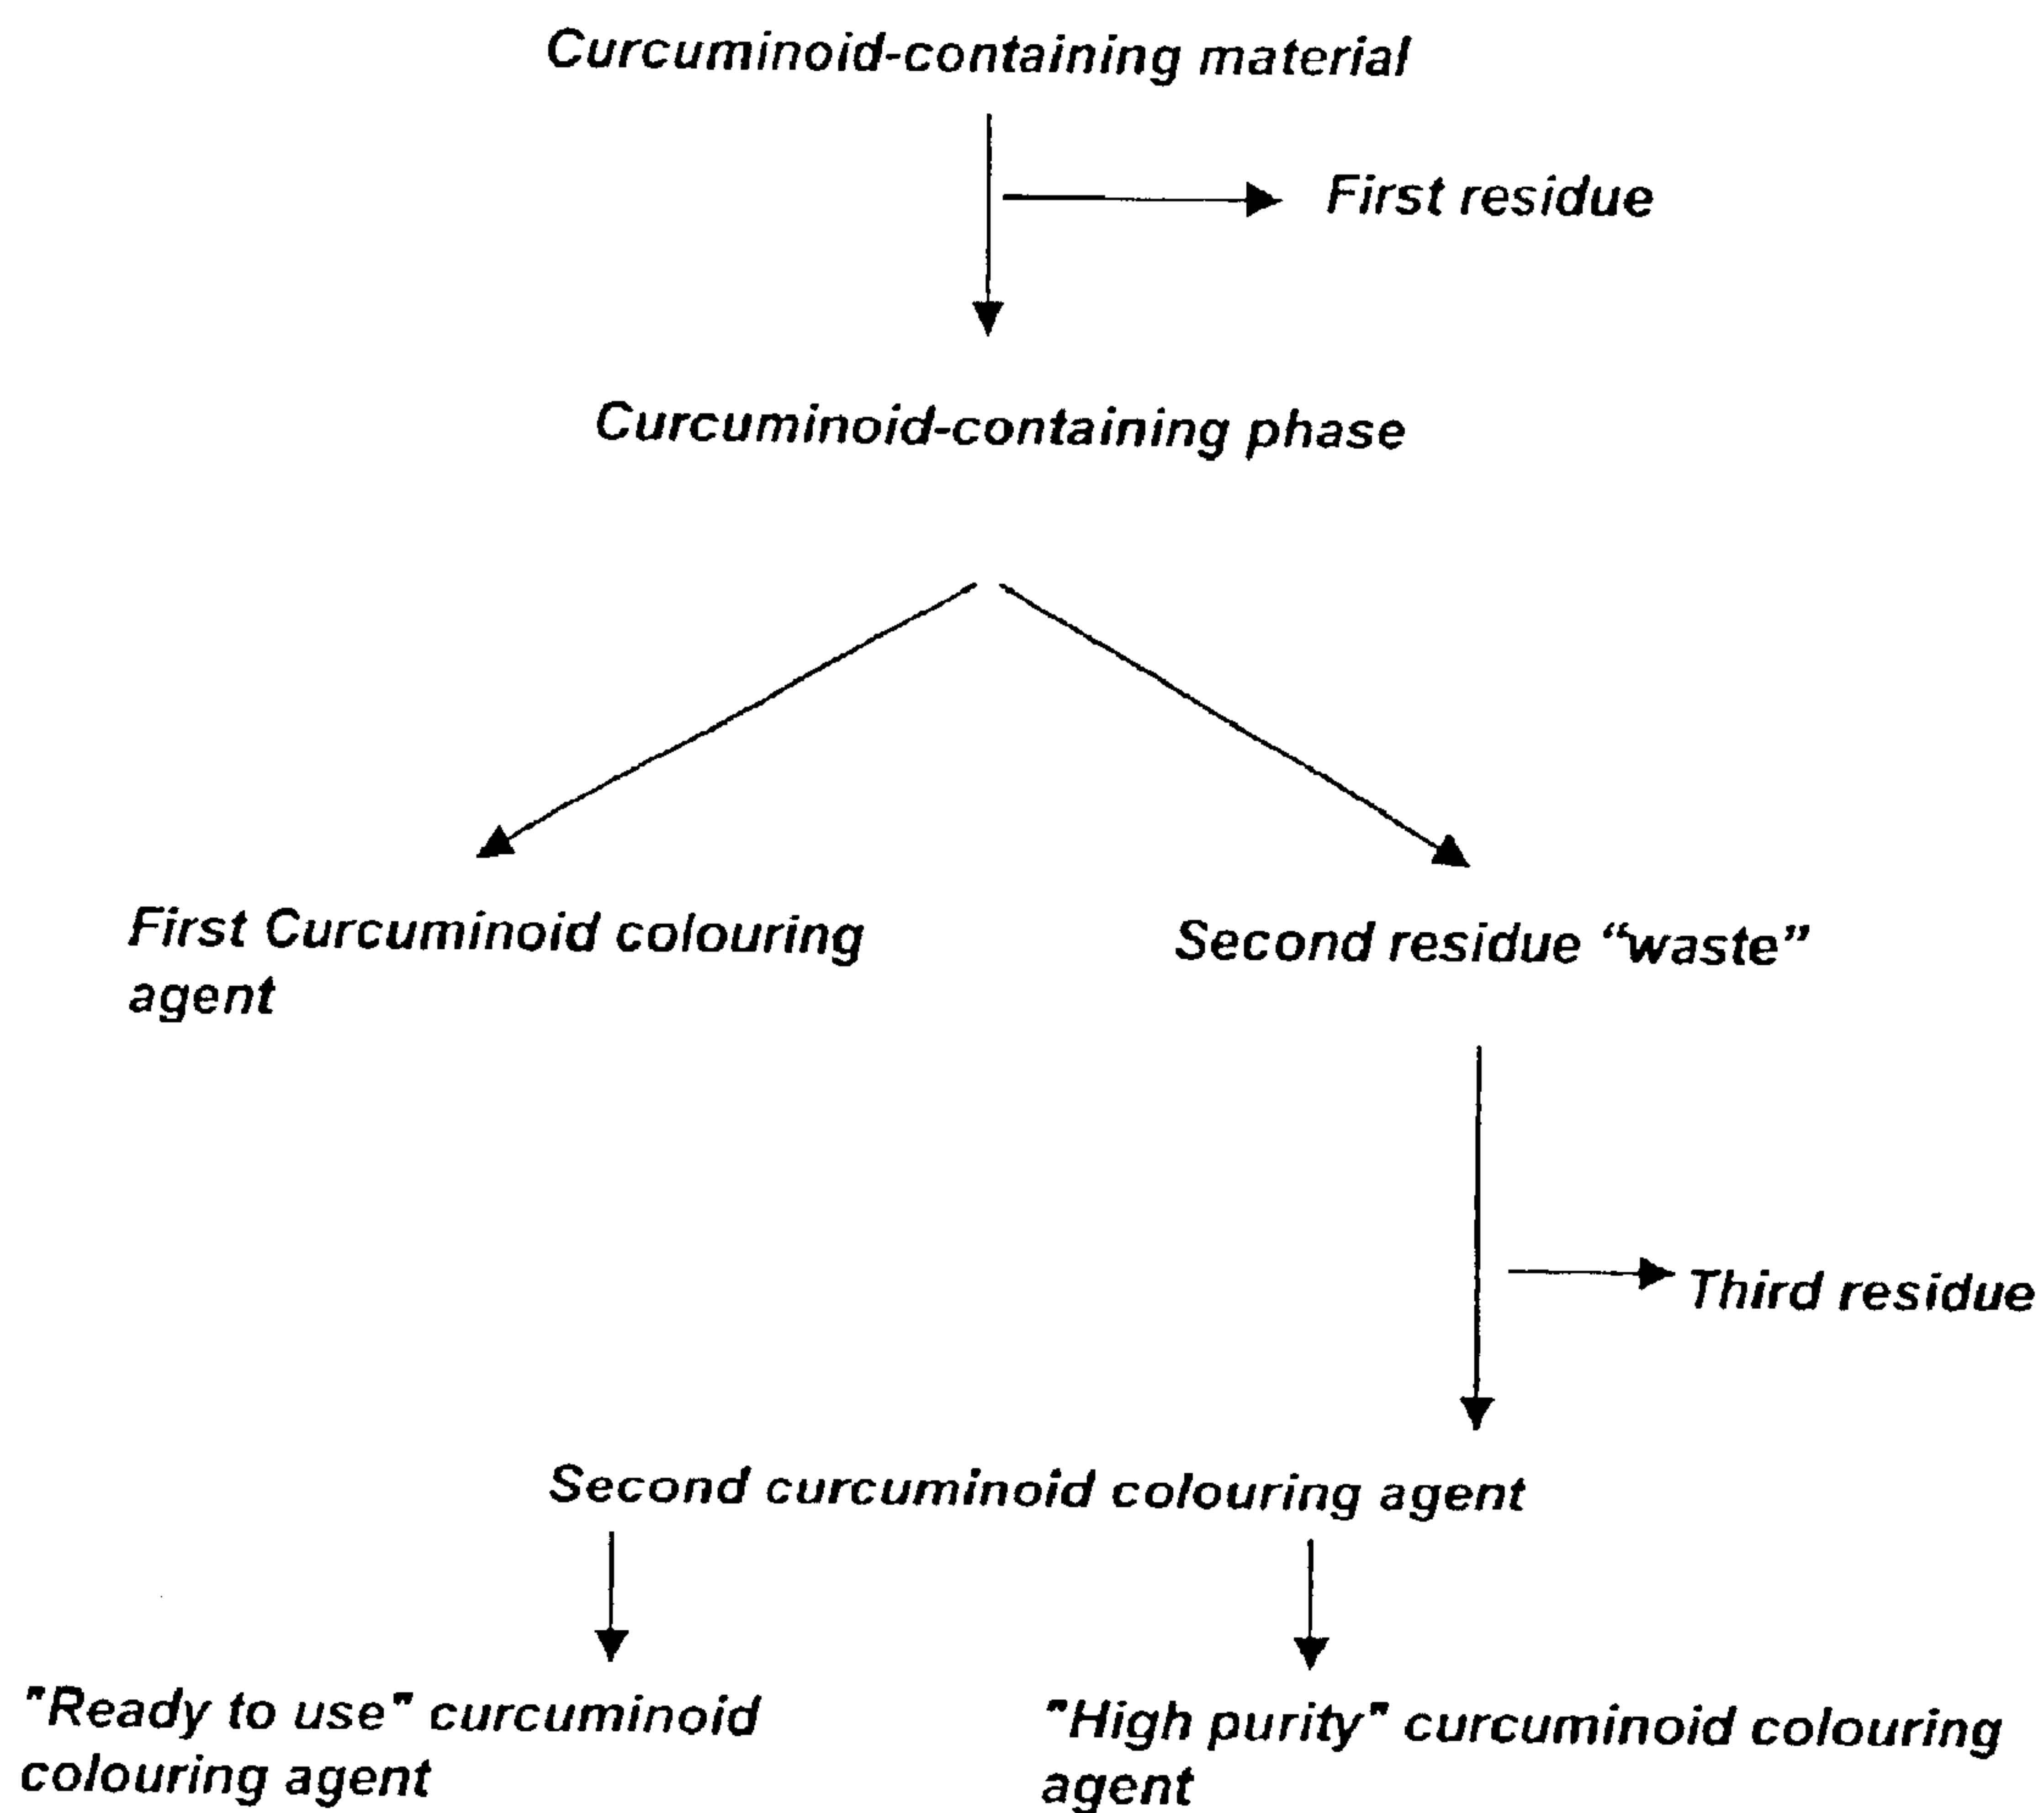 Curcuminoid-containing material
First residue
Curcuminoid-containing phase
First Curcuminoid colouring
agent
Second residue “waste”
Third residue
Second curcuminoid colouring agent
"Ready to use" curcuminoid
colouring agent
"High purity" curcuminoid colouring
agent